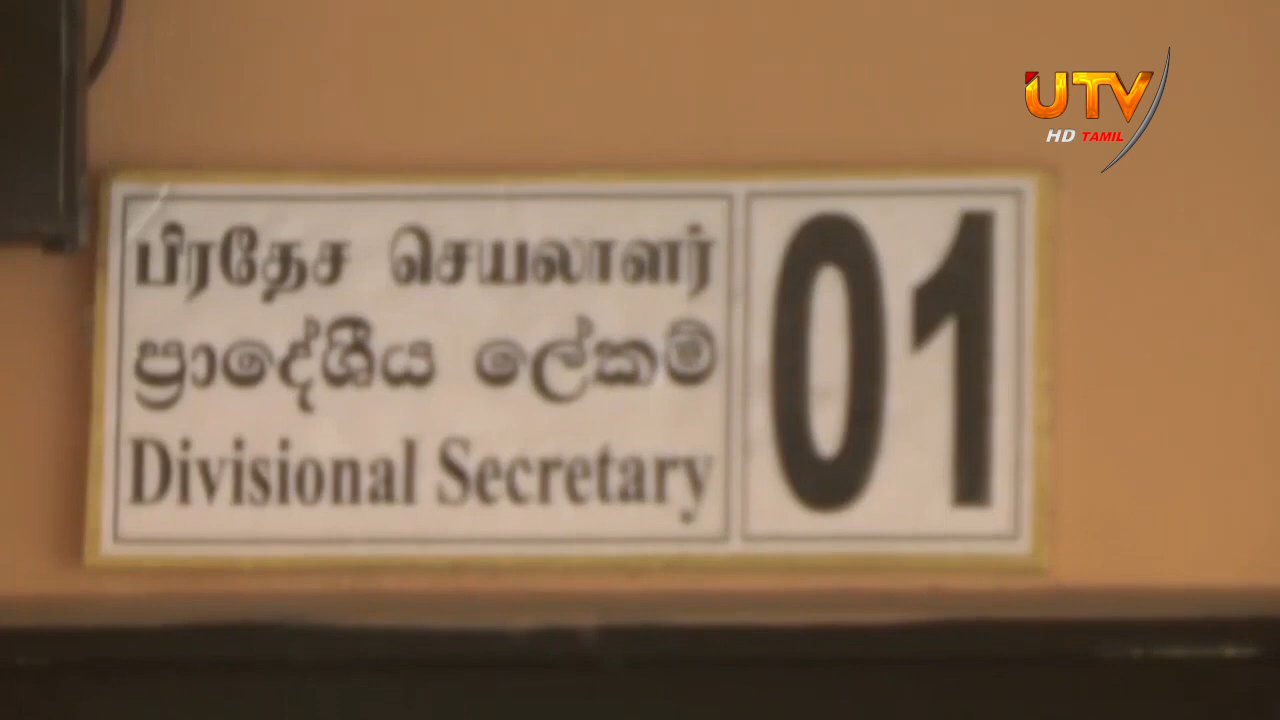 UTV
HD TAMIL
பிரதேச செயலாளர்
ප්‍රාදේශීය ලේකම්
Divisional Secretary
01